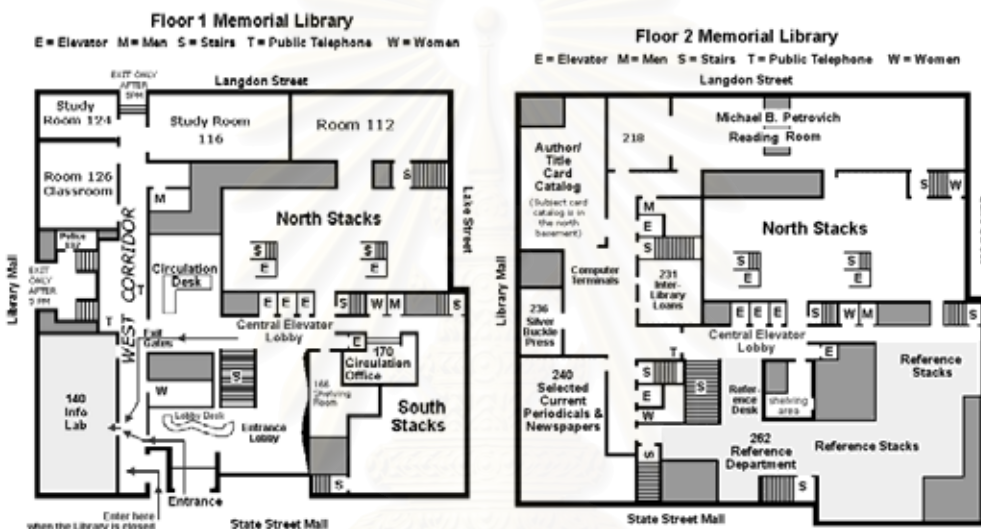 Floor 1 Memorial Library
E = Elevator M = Men S = Stairs T = Public Telephone W = Women
Langdon Street
EXIT ONLY
AFTER
5PM
Study
Room 124
Study Room
116
Room 112
Room 126
Classroom
M
S
North Stacks
Lake Street
Police
Library Mall
EXIT
ONLY
AFTER
5 PM
WEST CORRIDOR
T
Circulation
Desk
S
E
S
E
E E E S W M S
T
Central Elevator
Lobby
Exit
Gates
E
170
Circulation
Office
S
166
Shelving
Room
W
140
Info
Lab
Lobby Desk
Entrance
Lobby
South
Stacks
S
Entrance
Enter here
when the Library is closed
State Street Mall
Floor 2 Memorial Library
E = Elevator M = Men S = Stairs T = Public Telephone W = Women
Langdon Street
Michael B. Petrovich
Reading Room
218
Author/
Title
Card
Catalog
(Subject card
catalog is in
the north
basement)
S W
M
E
S
North Stacks
Library Mall
Computer
Terminals
231
Inter-
Library
Loans
S
E
S
E
236
Silver
Buckle
Press
E E E S W M S
Central Elevator
Lobby
T
E
Reference
Stacks
240
Selected
Current
Periodicals &
Newspapers
S
E
W
S
Refer-
ence
Desk
shelving
area
262
Reference
Department
Reference Stacks
S
S
State Street Mall